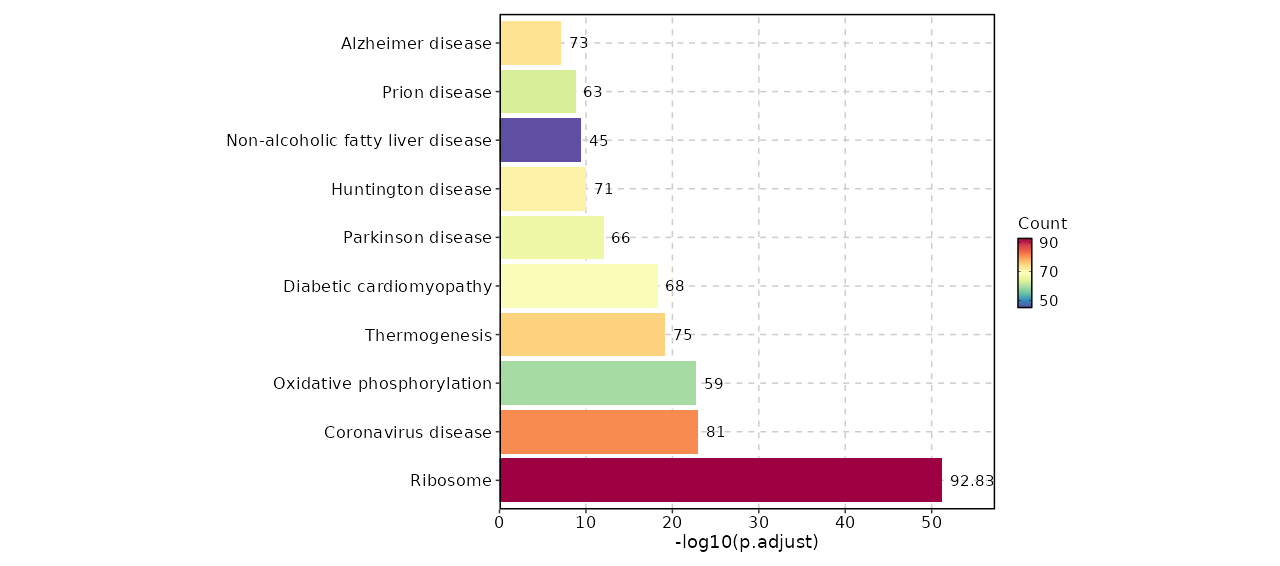 Alzheimer disease 73
Prion disease 63
Non-alcoholic fatty liver disease 45
Huntington disease 71
Parkinson disease 66
Diabetic cardiomyopathy 68
Thermogenesis 75
Oxidative phosphorylation 59
Coronavirus disease 81
Ribosome 92.83
0 10 20 30 40 50
-log10(p.adjust)
Count
90
70
50